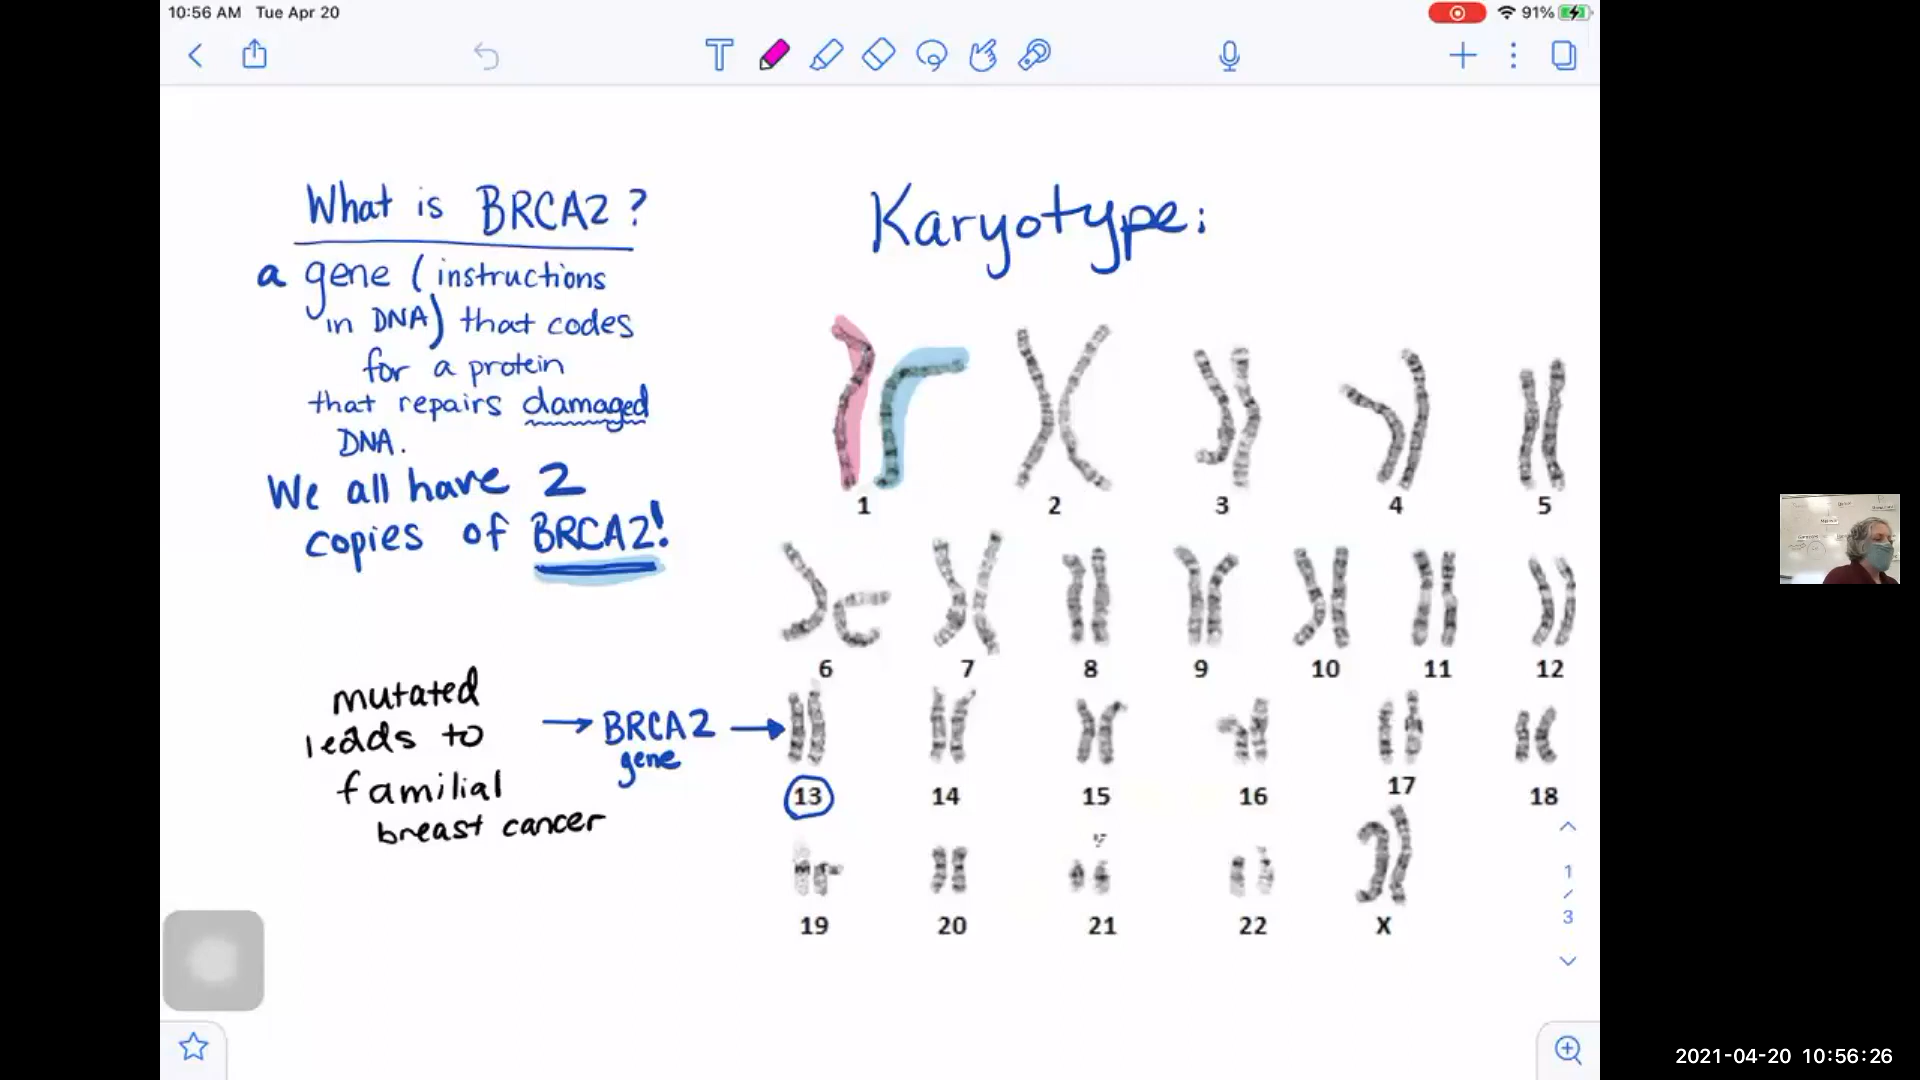 10:56 AM Tue Apr 20
91%
What is BRCA2?
a gene (instructions
in DNA) that codes
for a protein
that repairs damaged
DNA.
We all have 2
copies of BRCA2!
mutated
leads to
familial
breast cancer
→ BRCA2 →
gene
Karyotype:
1 2 3 4 5
6 7 8 9 10 11 12
13 14 15 16 17 18
19 20 21 22 X
1
/
3
2021-04-20 10:56:26